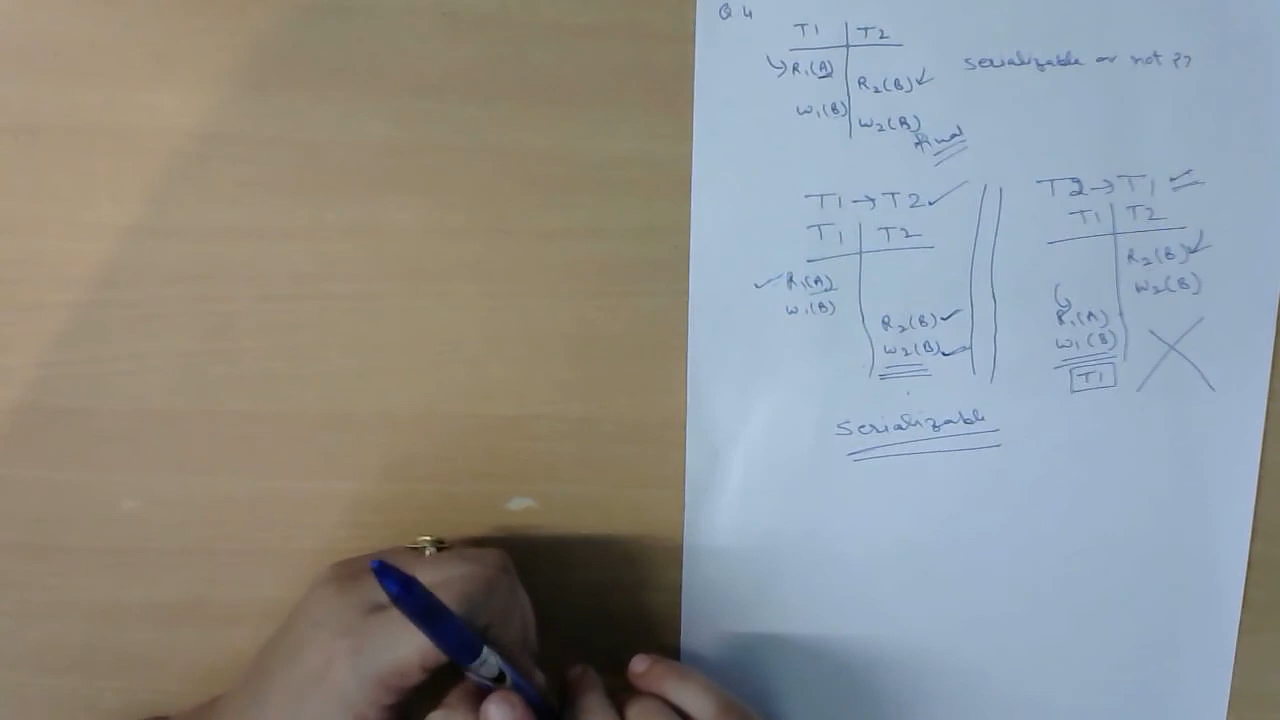 Q 4
T1 T2
R1(A) serializable or not ??
R2(B)
W1(B)
W2(B)
final
T1 → T2
T1 T2
R1(A)
W1(B)
R2(B)
W2(B)
T2 → T1
T1 T2
R2(B)
W2(B)
R1(A)
W1(B)
T1
Serializable